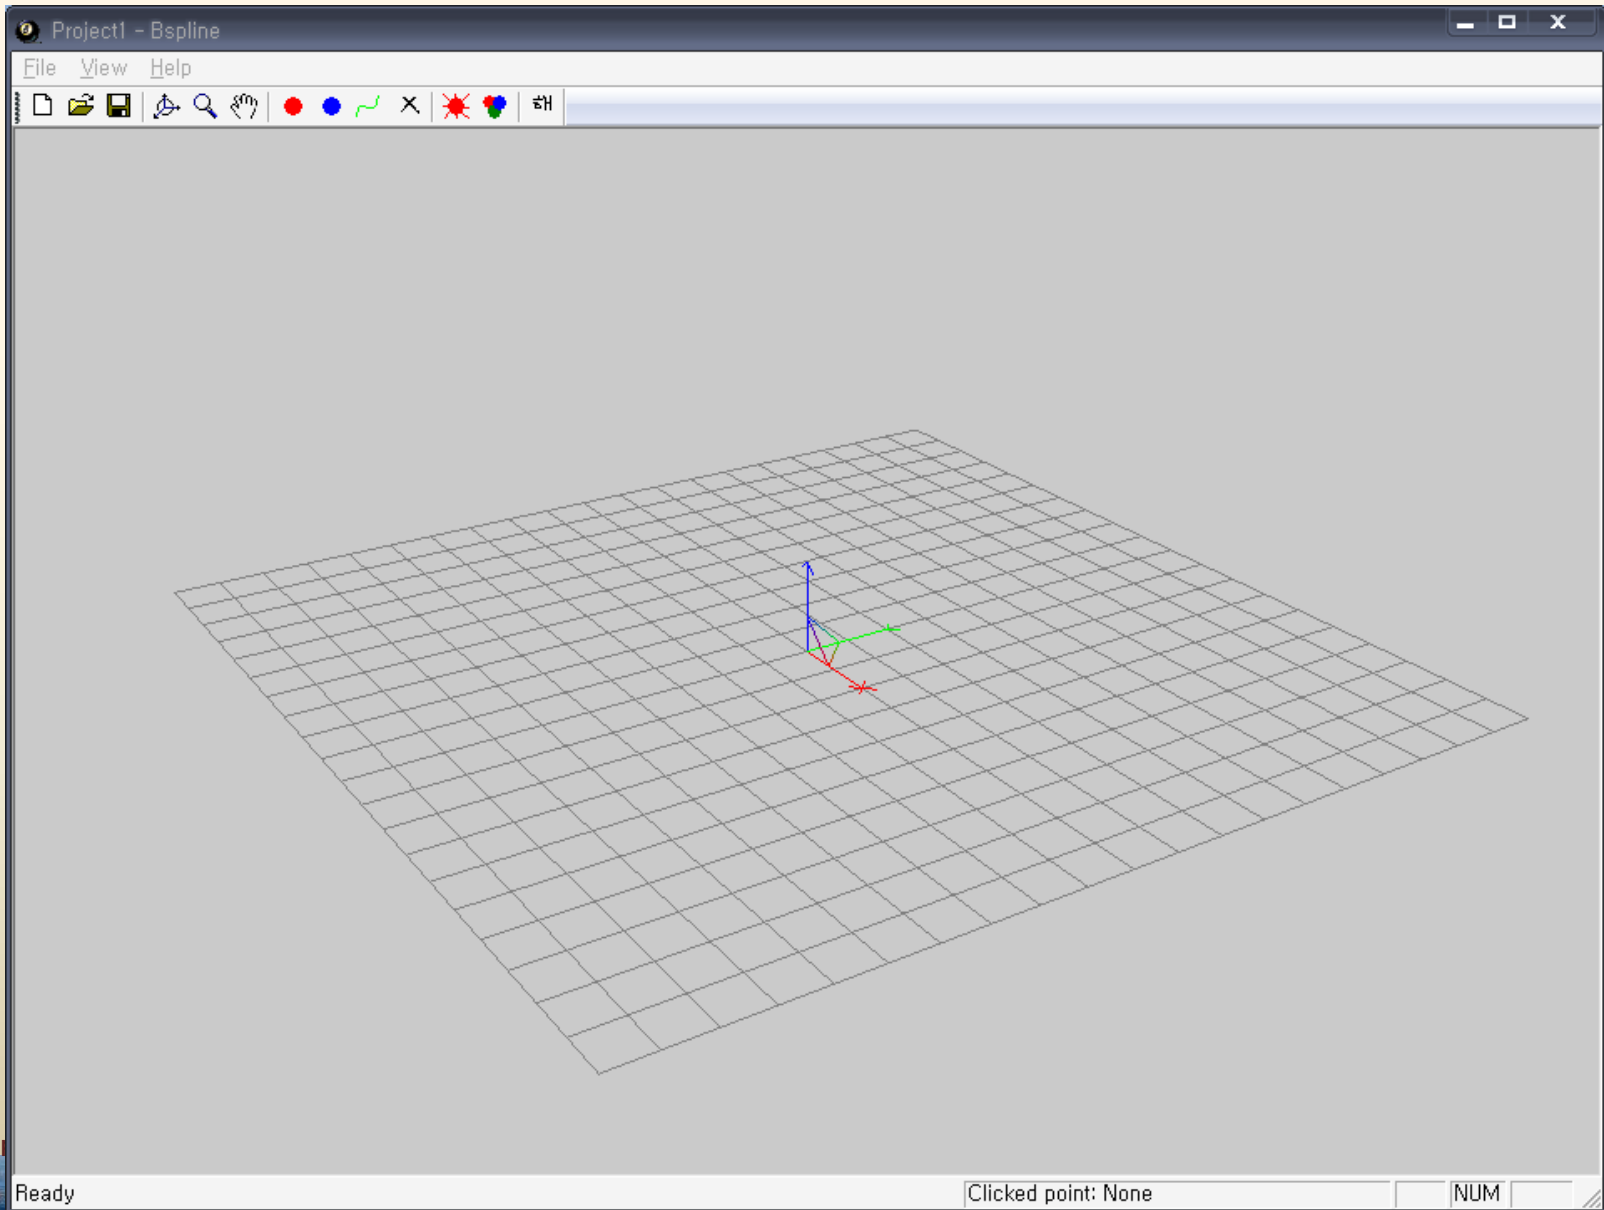 Project1 - Bspline
File View Help
Ready
Clicked point: None
NUM